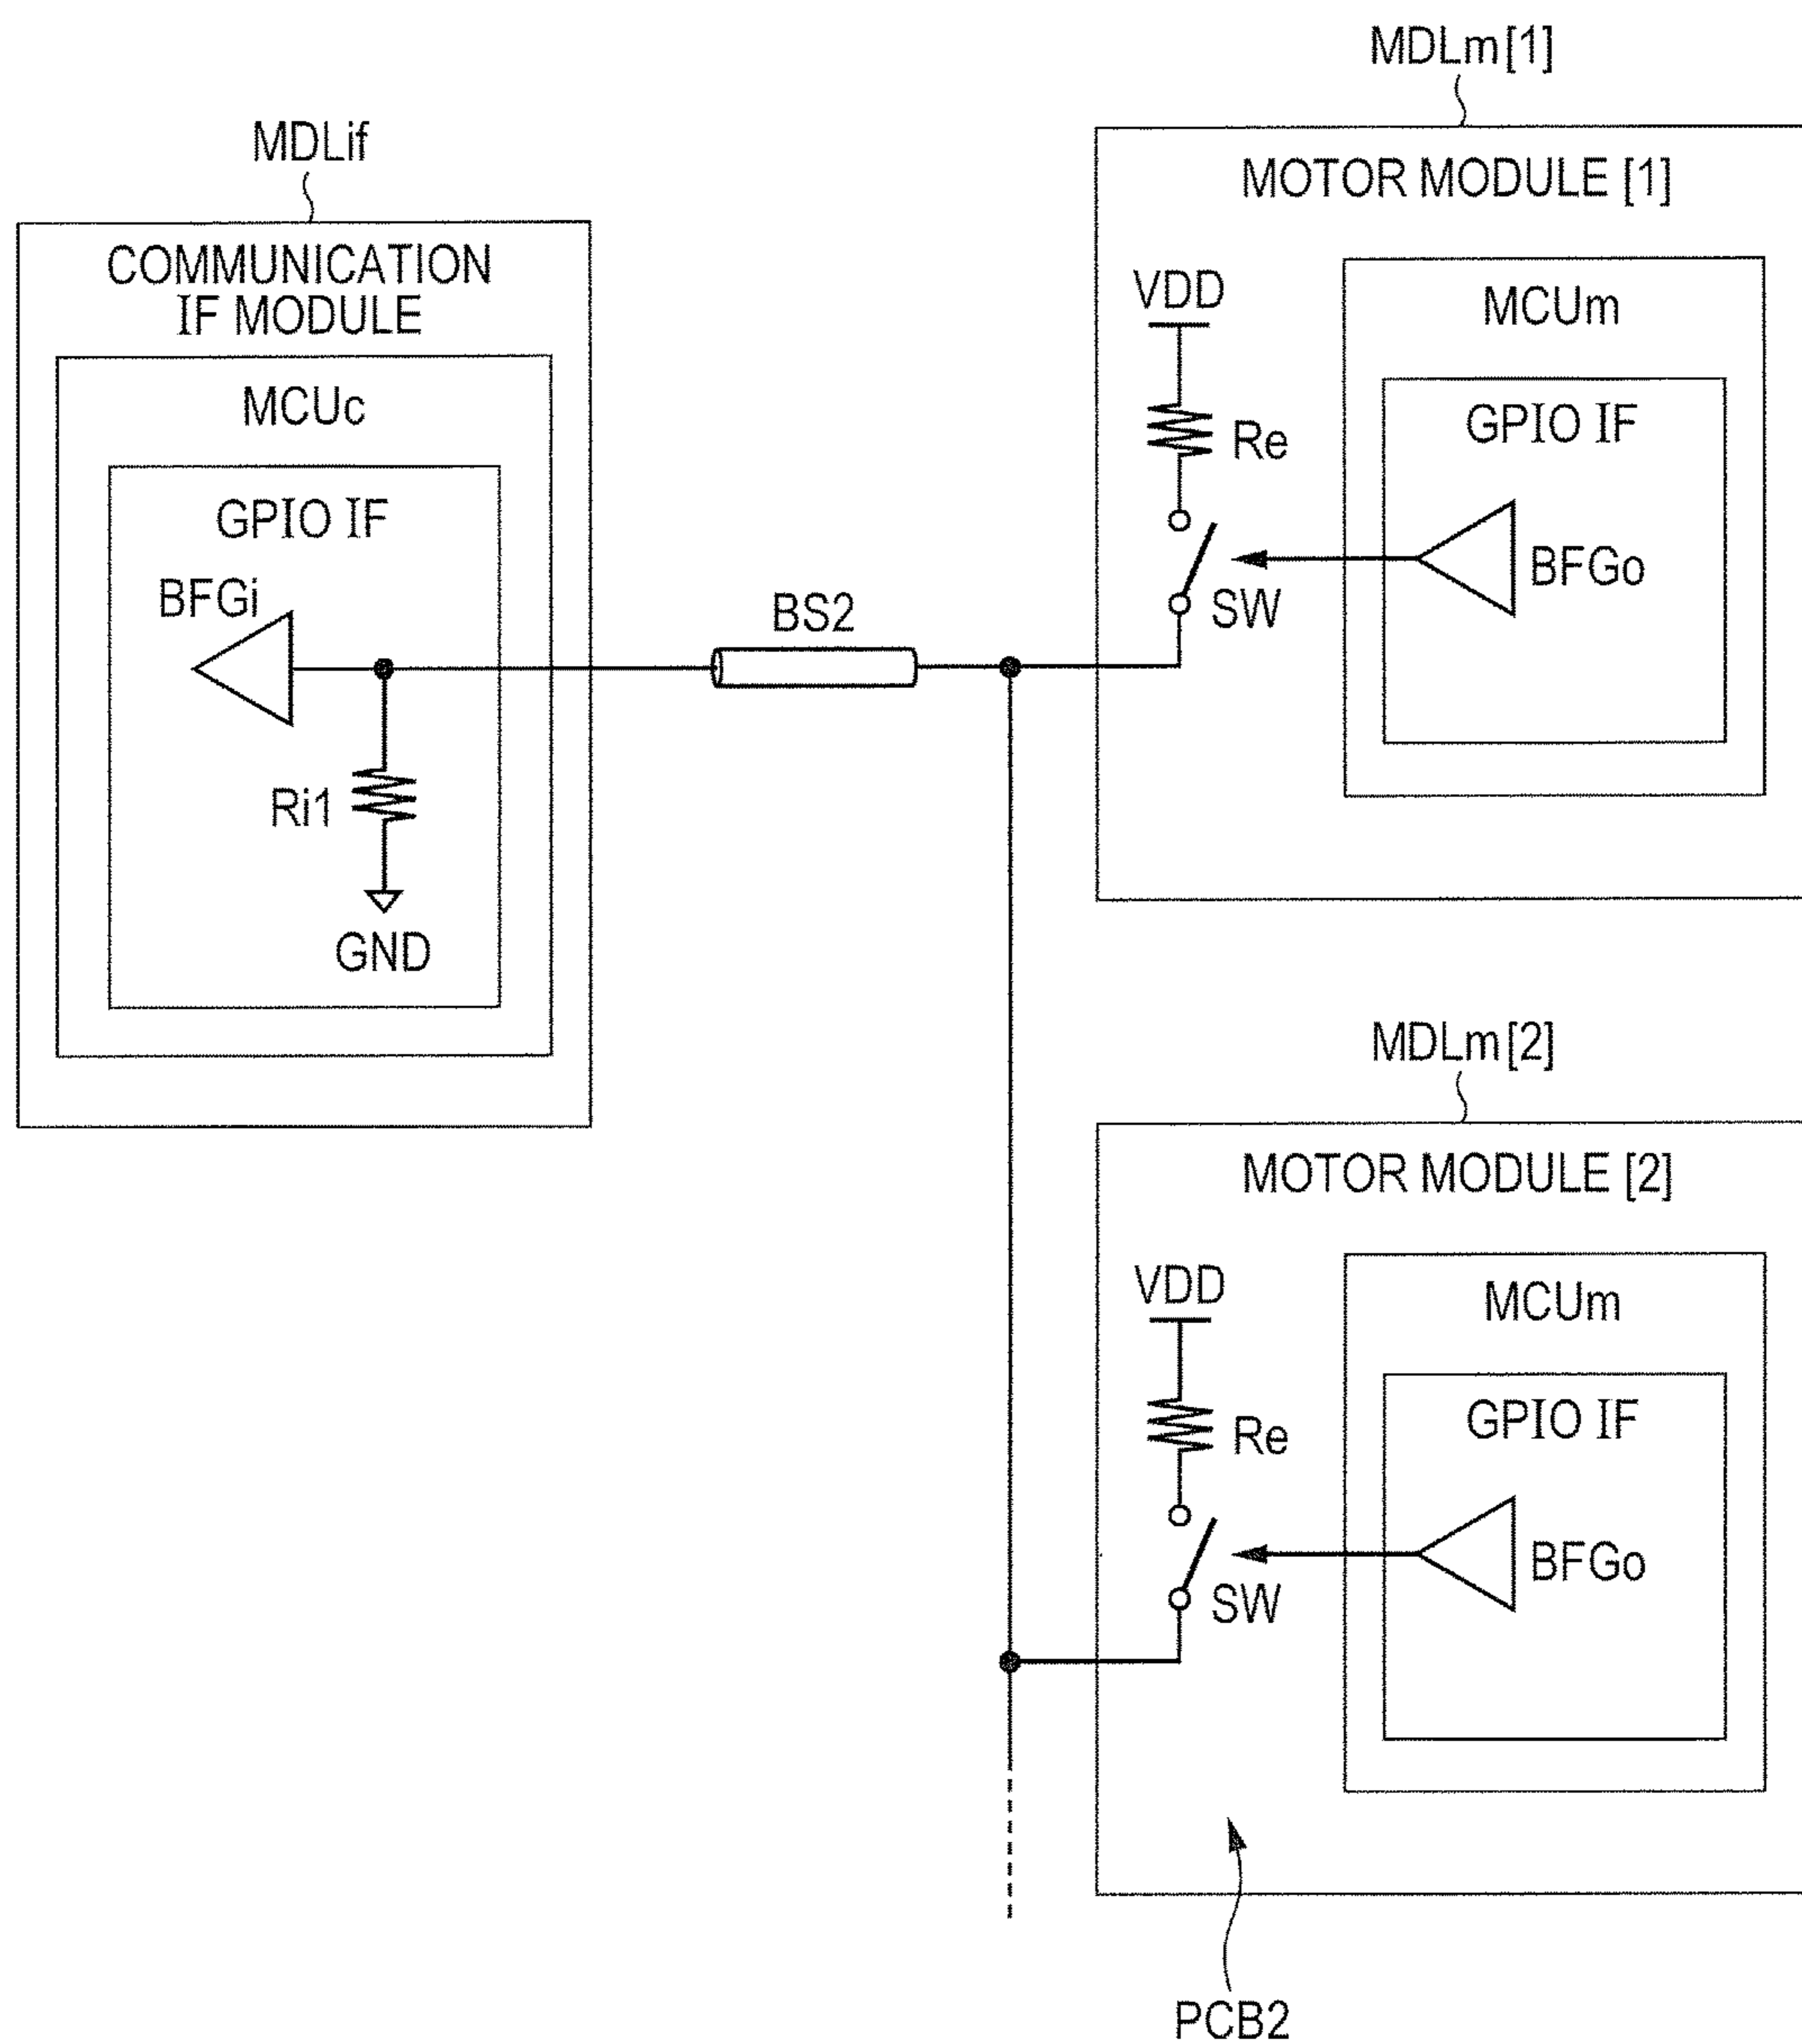 MDLif
COMMUNICATION
IF MODULE
MCUc
GPIO IF
BFGi
Ri1
GND
BS2
MDLm[1]
MOTOR MODULE [1]
VDD
Re
SW
MCUm
GPIO IF
BFGo
MDLm[2]
MOTOR MODULE [2]
VDD
Re
SW
MCUm
GPIO IF
BFGo
PCB2